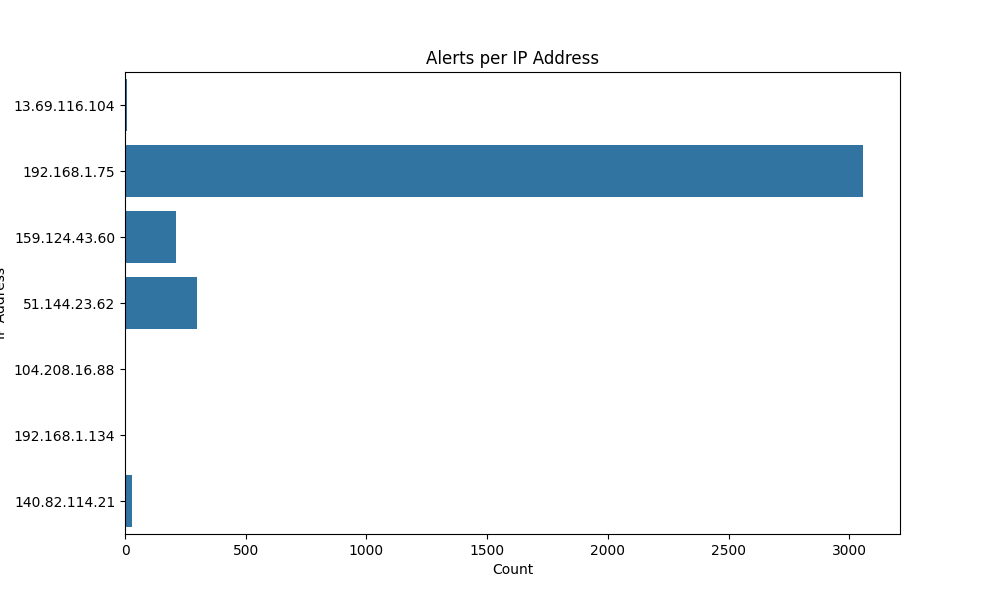 Alerts per IP Address
13.69.116.104
192.168.1.75
159.124.43.60
51.144.23.62
104.208.16.88
192.168.1.134
140.82.114.21
IP Address
0 500 1000 1500 2000 2500 3000
Count